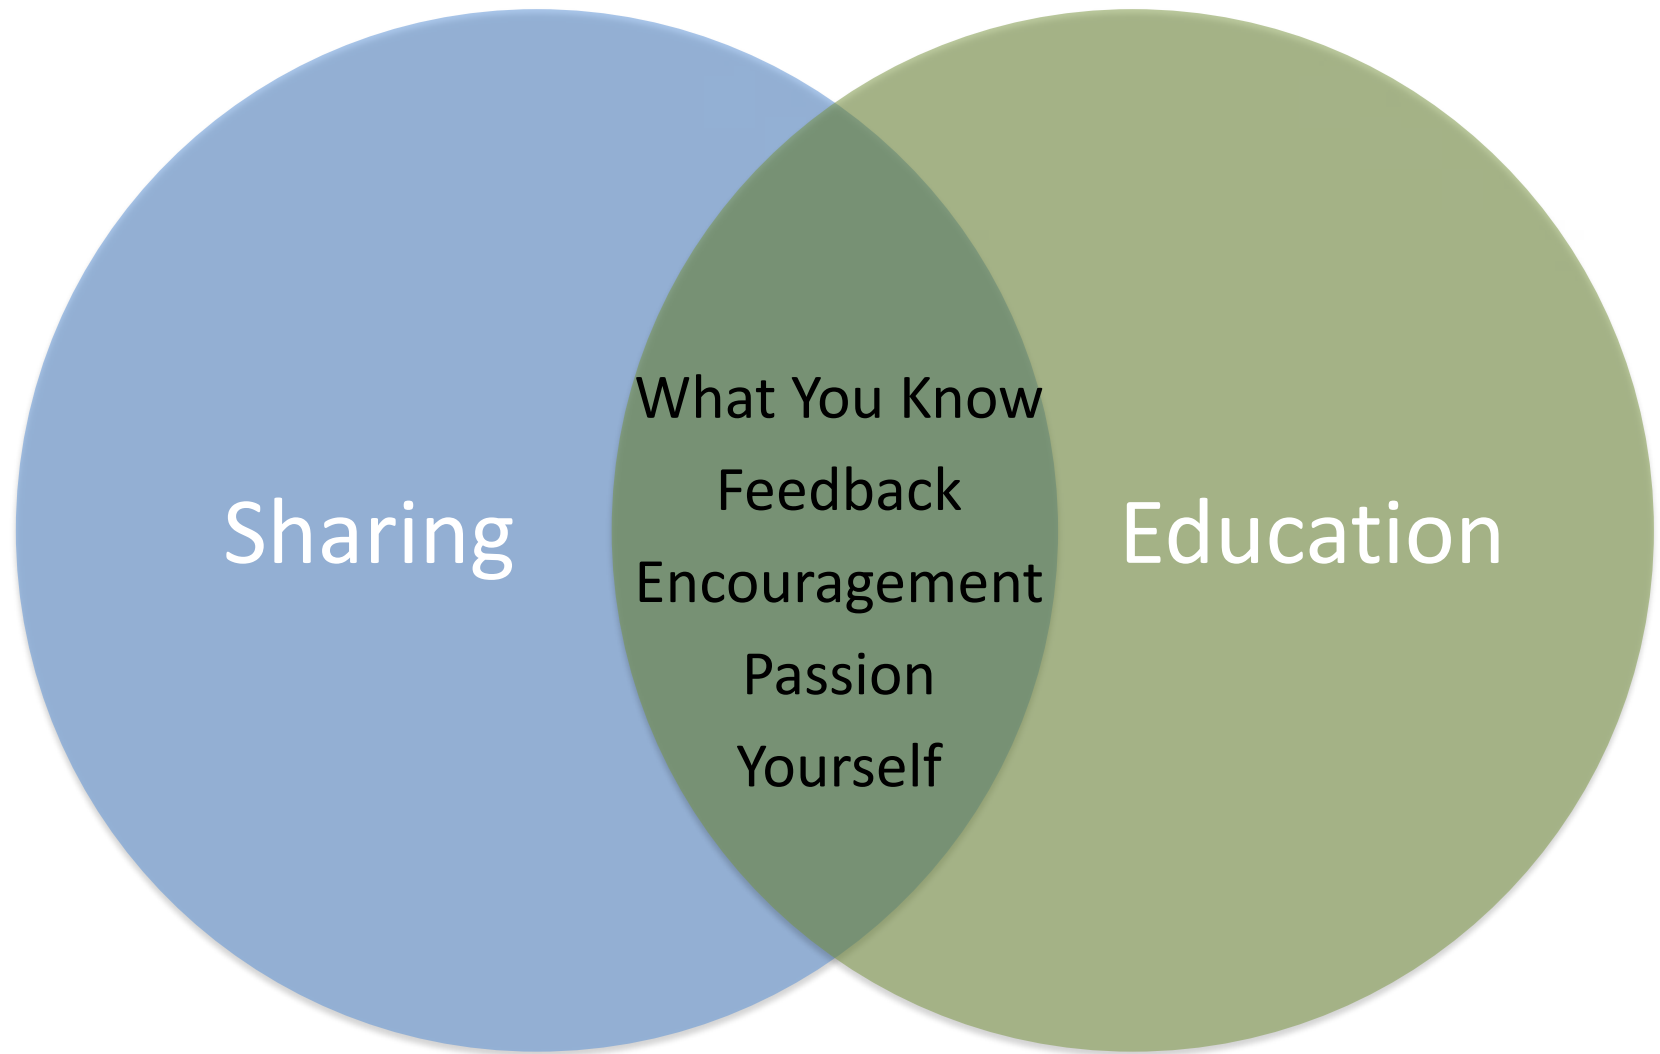 Sharing
What You Know
Feedback
Encouragement
Passion
Yourself
Education